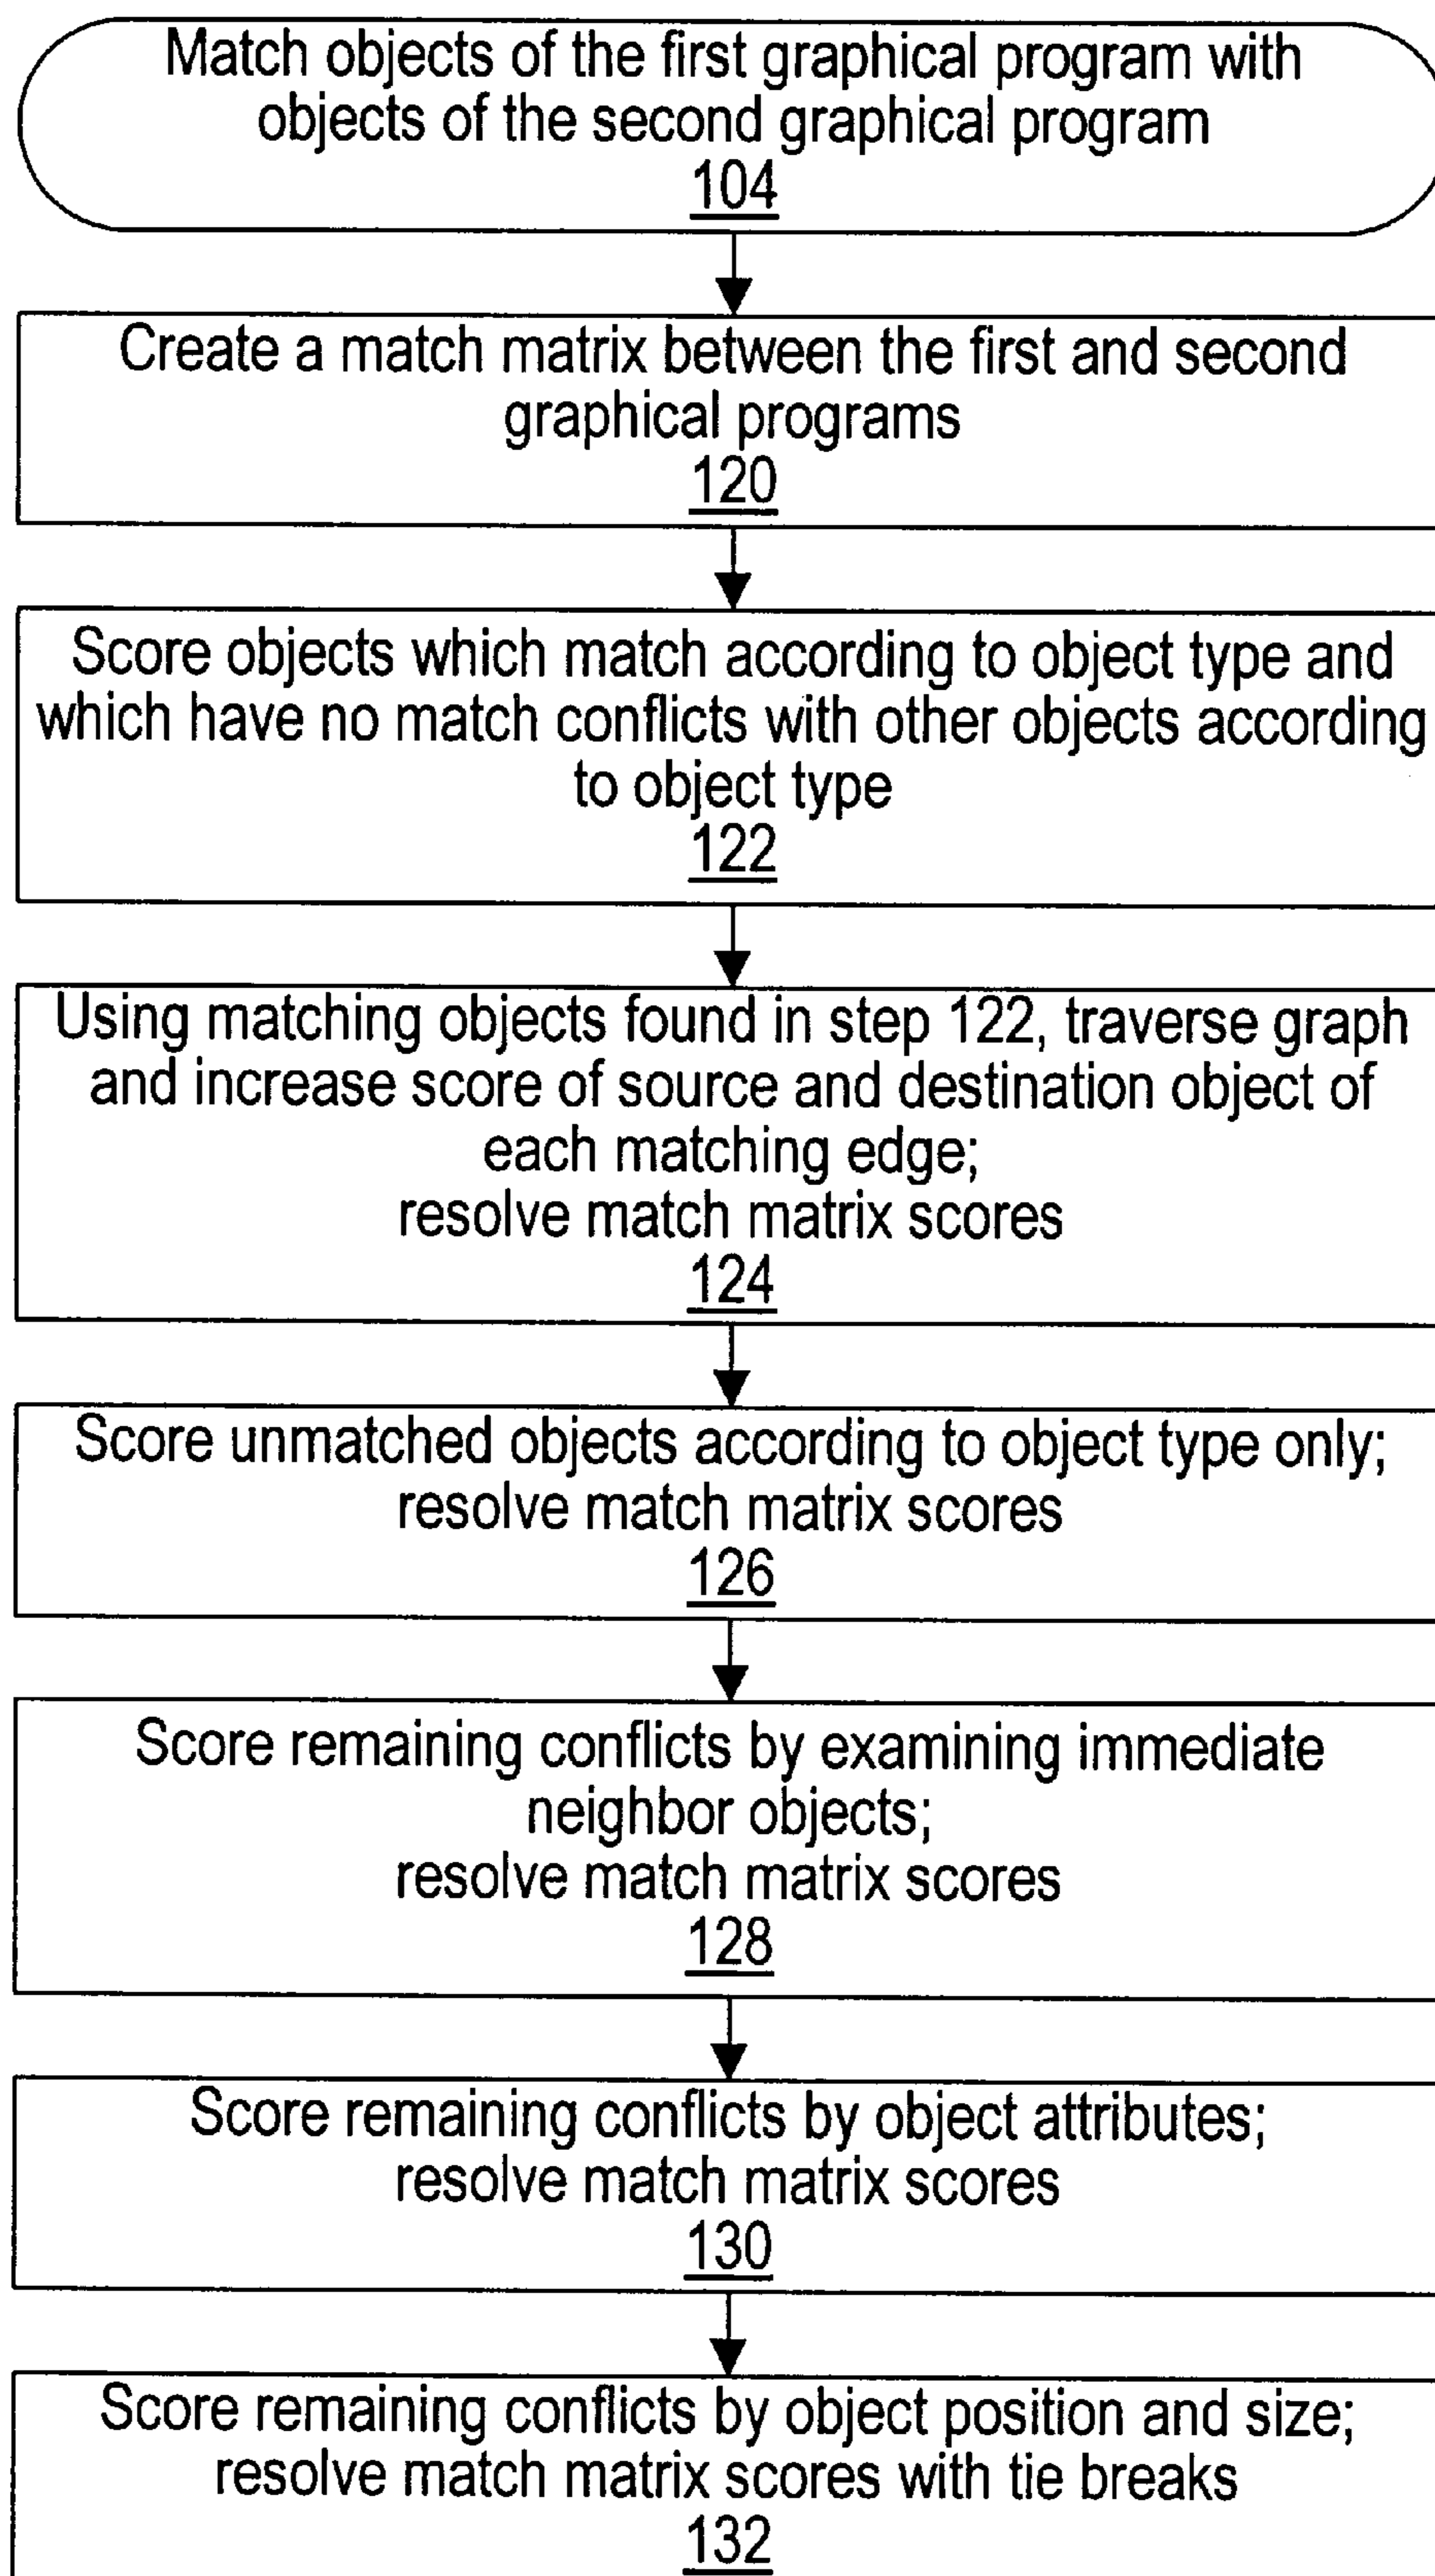 Match objects of the first graphical program with
objects of the second graphical program
104
Create a match matrix between the first and second
graphical programs
120
Score objects which match according to object type and
which have no match conflicts with other objects according
to object type
122
Using matching objects found in step 122, traverse graph
and increase score of source and destination object of
each matching edge;
resolve match matrix scores
124
Score unmatched objects according to object type only;
resolve match matrix scores
126
Score remaining conflicts by examining immediate
neighbor objects;
resolve match matrix scores
128
Score remaining conflicts by object attributes;
resolve match matrix scores
130
Score remaining conflicts by object position and size;
resolve match matrix scores with tie breaks
132